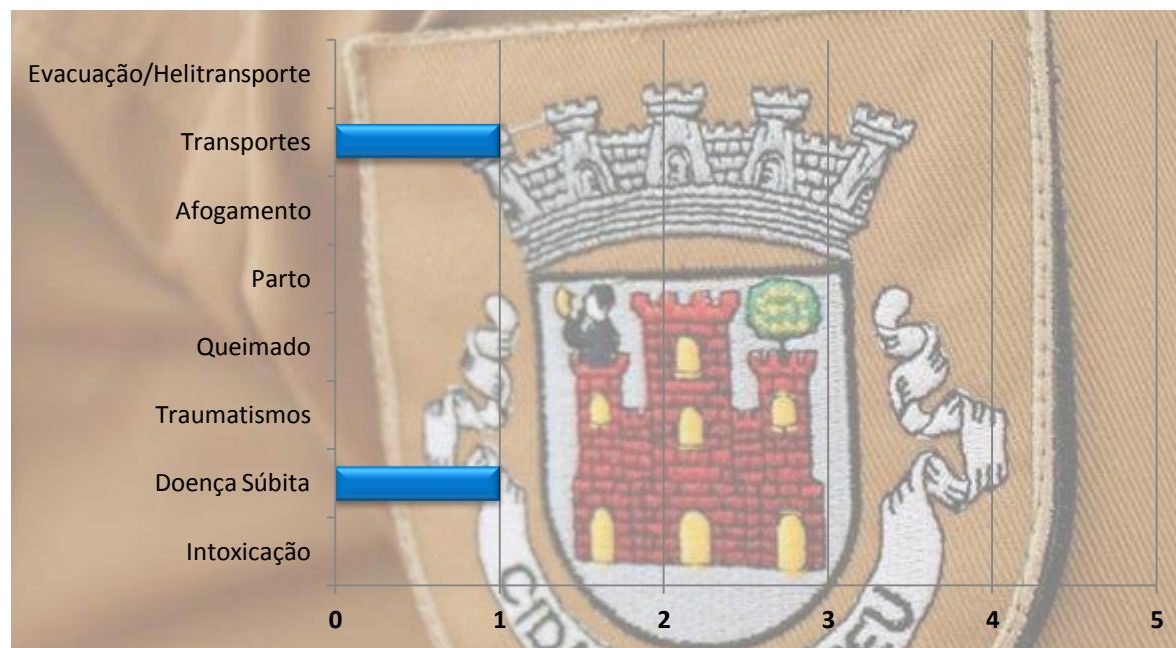 Evacuação/Helitransporte
Transportes
Afogamento
Parto
Queimado
Traumatismos
Doença Súbita
Intoxicação
0 1 2 3 4 5